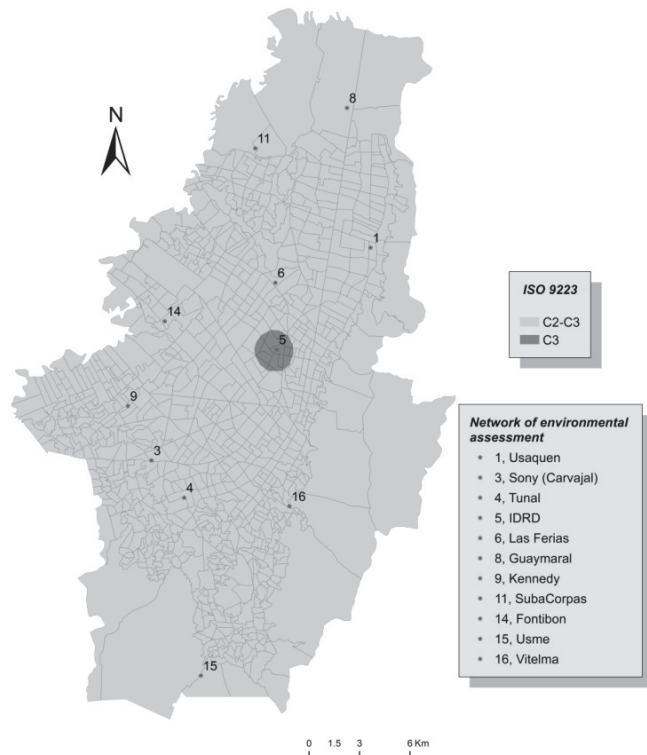 N
8
11
1
6
14
5
9
3
4
16
15
ISO 9223
C2-C3
C3
Network of environmental
assessment
1, Usaquen
3, Sony (Carvajal)
4, Tunal
5, IDRD
6, Las Ferias
8, Guaymaral
9, Kennedy
11, SubaCorpas
14, Fontibon
15, Usme
16, Vitelma
0 1.5 3 6 Km